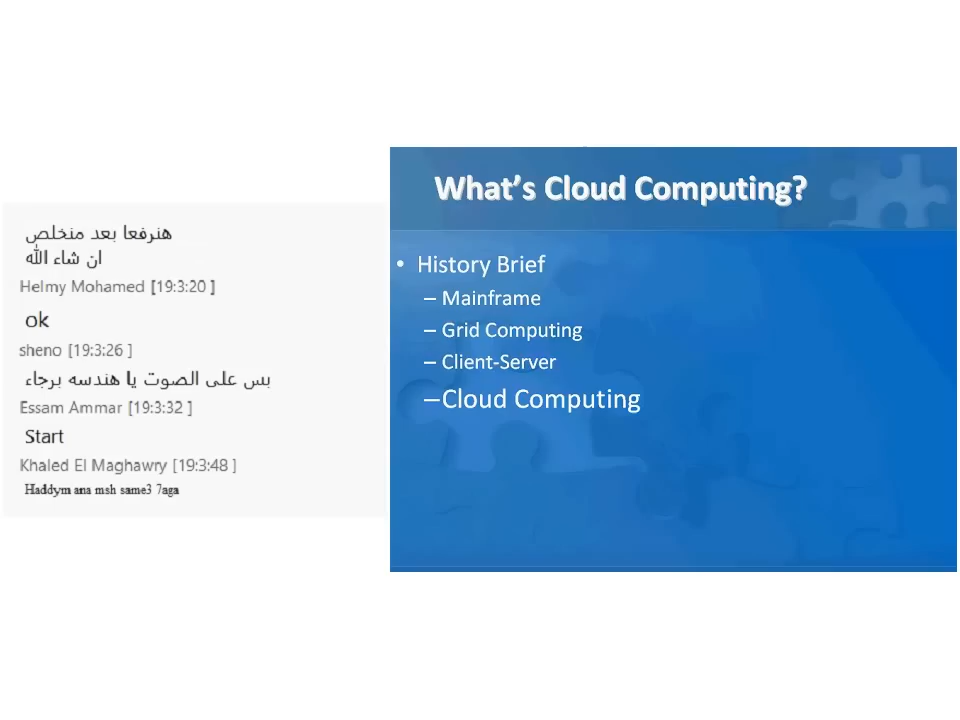 هنرفعا بعد منخلص
ان شاء الله
Helmy Mohamed [19:3:20 ]
ok
sheno [19:3:26 ]
بس على الصوت يا هندسه برجاء
Essam Ammar [19:3:32 ]
Start
Khaled El Maghawry [19:3:48 ]
Haddym ana msh same3 7aga
What's Cloud Computing?
• History Brief
– Mainframe
– Grid Computing
– Client-Server
–Cloud Computing